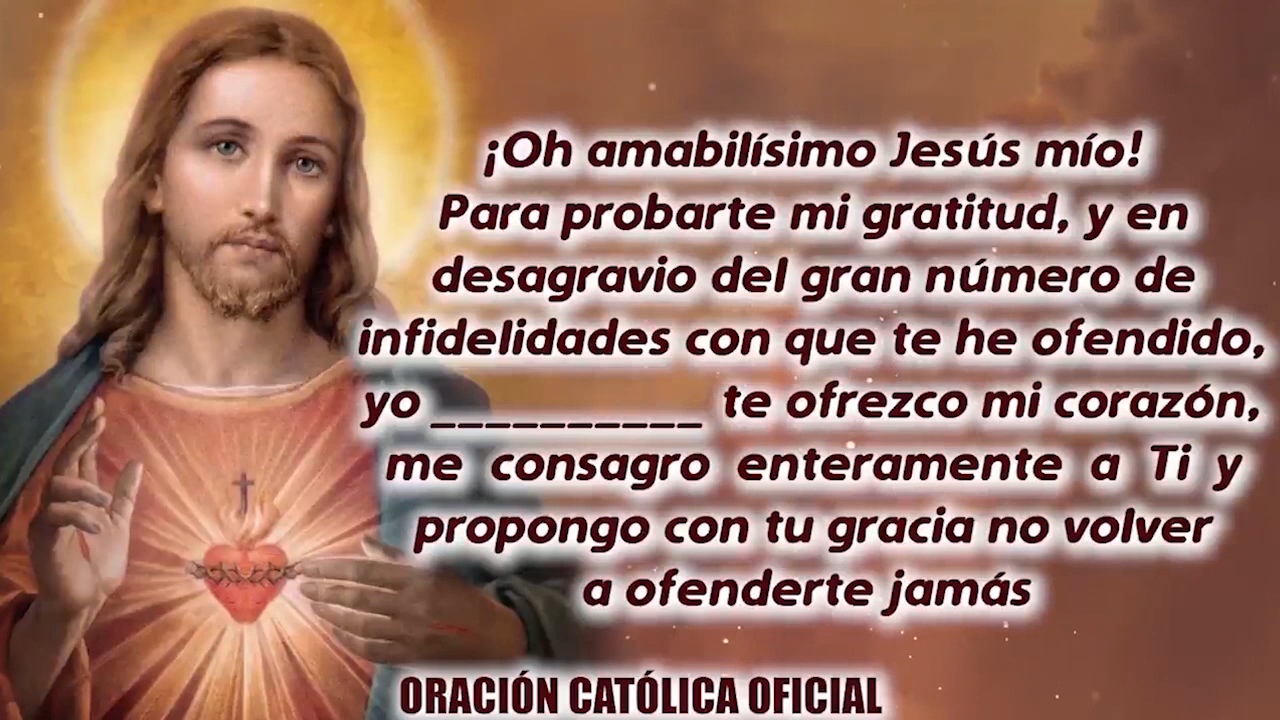 ¡Oh amabilísimo Jesús mío!
Para probarte mi gratitud, y en
desagravio del gran número de
infidelidades con que te he ofendido,
yo __________ te ofrezco mi corazón,
me consagro enteramente a Ti y
propongo con tu gracia no volver
a ofenderte jamás
ORACIÓN CATÓLICA OFICIAL